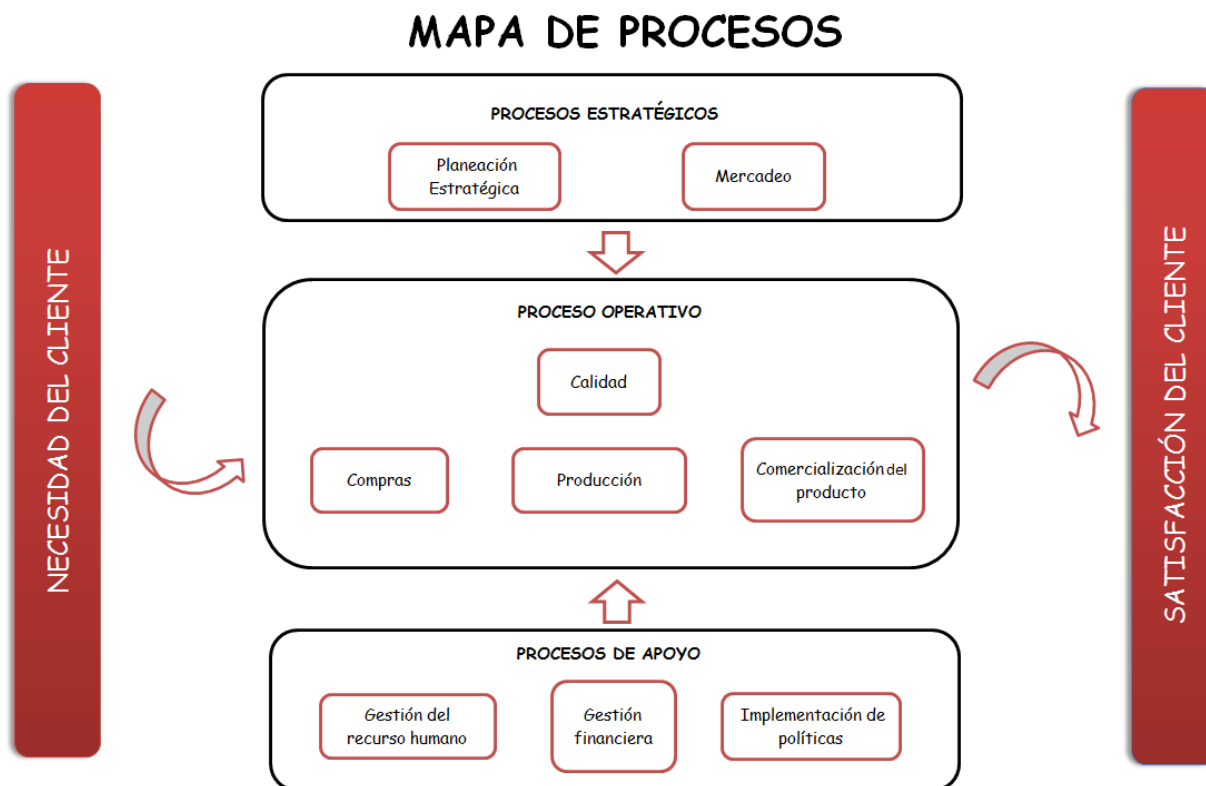 MAPA DE PROCESOS
NECESIDAD DEL CLIENTE
PROCESOS ESTRATÉGICOS
Planeación
Estratégica
Mercadeo
PROCESO OPERATIVO
Calidad
Compras
Producción
Comercialización del
producto
PROCESOS DE APOYO
Gestión del
recurso humano
Gestión
financiera
Implementación de
políticas
SATISFACCIÓN DEL CLIENTE